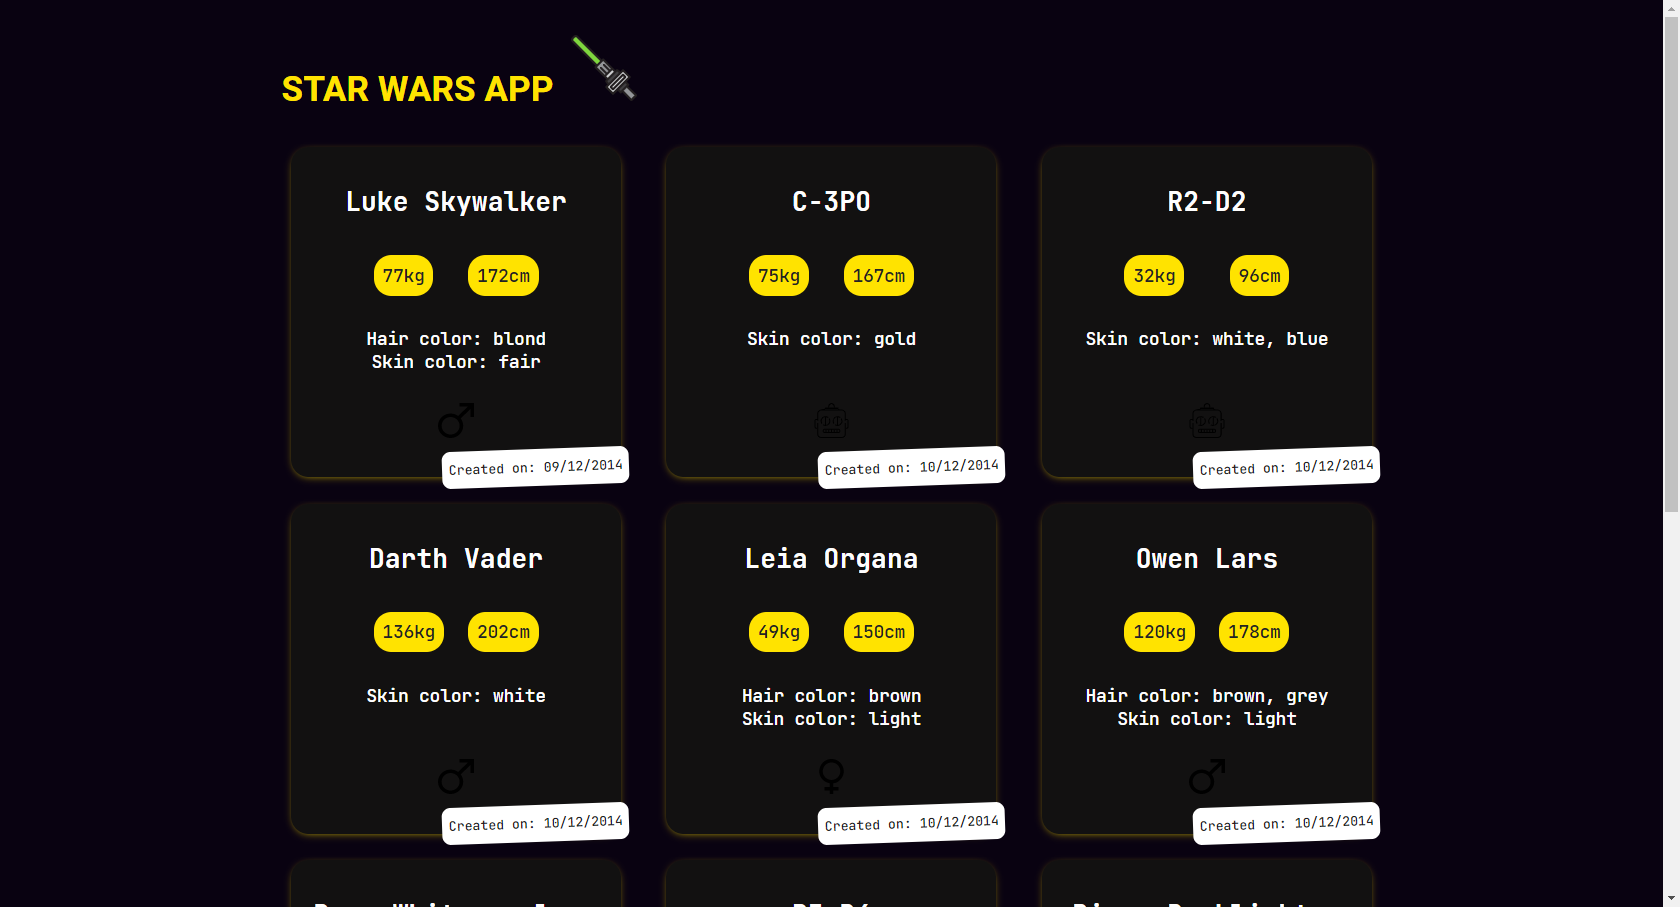 STAR WARS APP
Luke Skywalker
77kg 172cm
Hair color: blond
Skin color: fair
Created on: 09/12/2014
C-3PO
75kg 167cm
Skin color: gold
Created on: 10/12/2014
R2-D2
32kg 96cm
Skin color: white, blue
Created on: 10/12/2014
Darth Vader
136kg 202cm
Skin color: white
Created on: 10/12/2014
Leia Organa
49kg 150cm
Hair color: brown
Skin color: light
Created on: 10/12/2014
Owen Lars
120kg 178cm
Hair color: brown, grey
Skin color: light
Created on: 10/12/2014